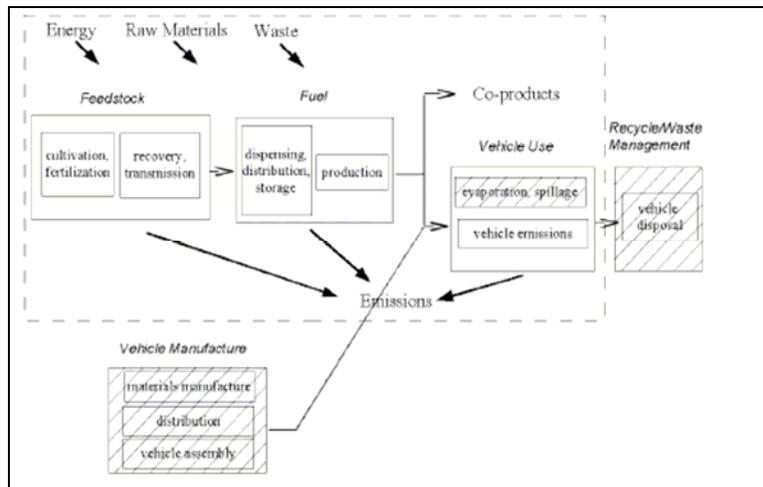 Energy
Raw Materials
Waste
Feedstock
Fuel
Co-products
cultivation,
fertilization
recovery,
transmission
dispensing,
distribution,
storage
production
Vehicle Use
evaporation, spillage
vehicle emissions
Recycle/Waste
Management
vehicle
disposal
Emissions
Vehicle Manufacture
materials manufacture
distribution
vehicle assembly